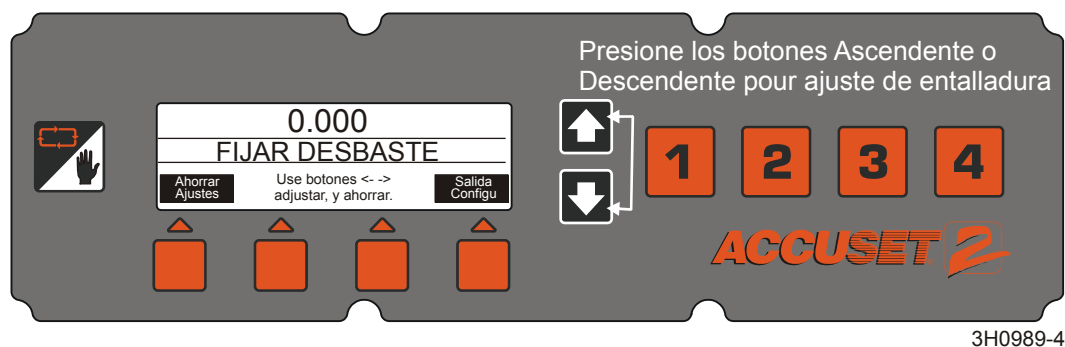 Presione los botones Ascendente o
Descendente pour ajuste de entalladura
0.000
FIJAR DESBASTE
Ahorrar
Ajustes
Use botones <- ->
adjustar, y ahorrar.
Salida
Configu
1 2 3 4
ACCUSET 2
3H0989-4